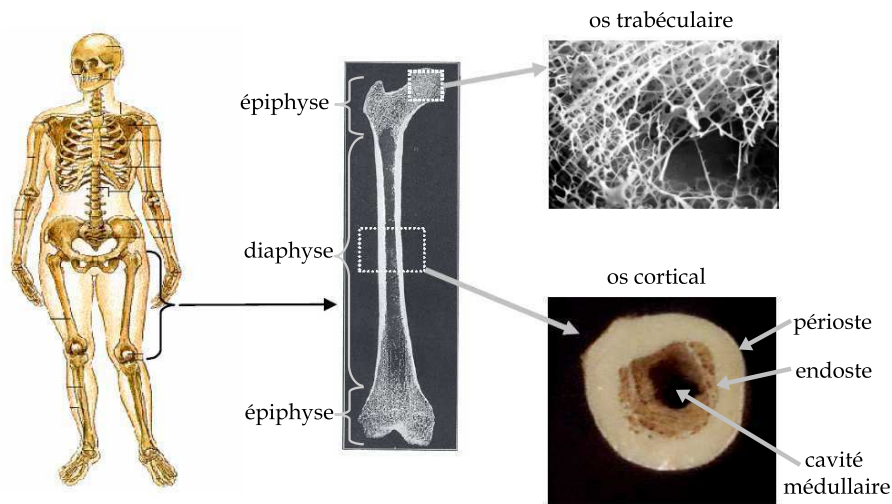 os trabéculaire
épiphyse
diaphyse
os cortical
périoste
endoste
épiphyse
cavité
médullaire